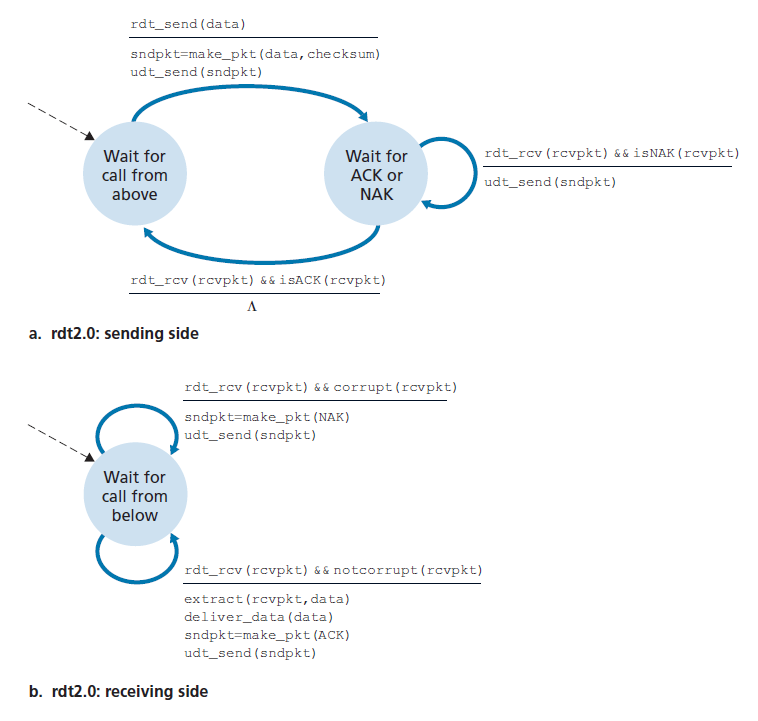 rdt_send(data)
sndpkt=make_pkt(data,checksum)
udt_send(sndpkt)
Wait for
call from
above
Wait for
ACK or
NAK
rdt_rcv(rcvpkt) && isNAK(rcvpkt)
udt_send(sndpkt)
rdt_rcv(rcvpkt) && isACK(rcvpkt)
Λ
a. rdt2.0: sending side
rdt_rcv(rcvpkt) && corrupt(rcvpkt)
sndpkt=make_pkt(NAK)
udt_send(sndpkt)
Wait for
call from
below
rdt_rcv(rcvpkt) && notcorrupt(rcvpkt)
extract(rcvpkt,data)
deliver_data(data)
sndpkt=make_pkt(ACK)
udt_send(sndpkt)
b. rdt2.0: receiving side